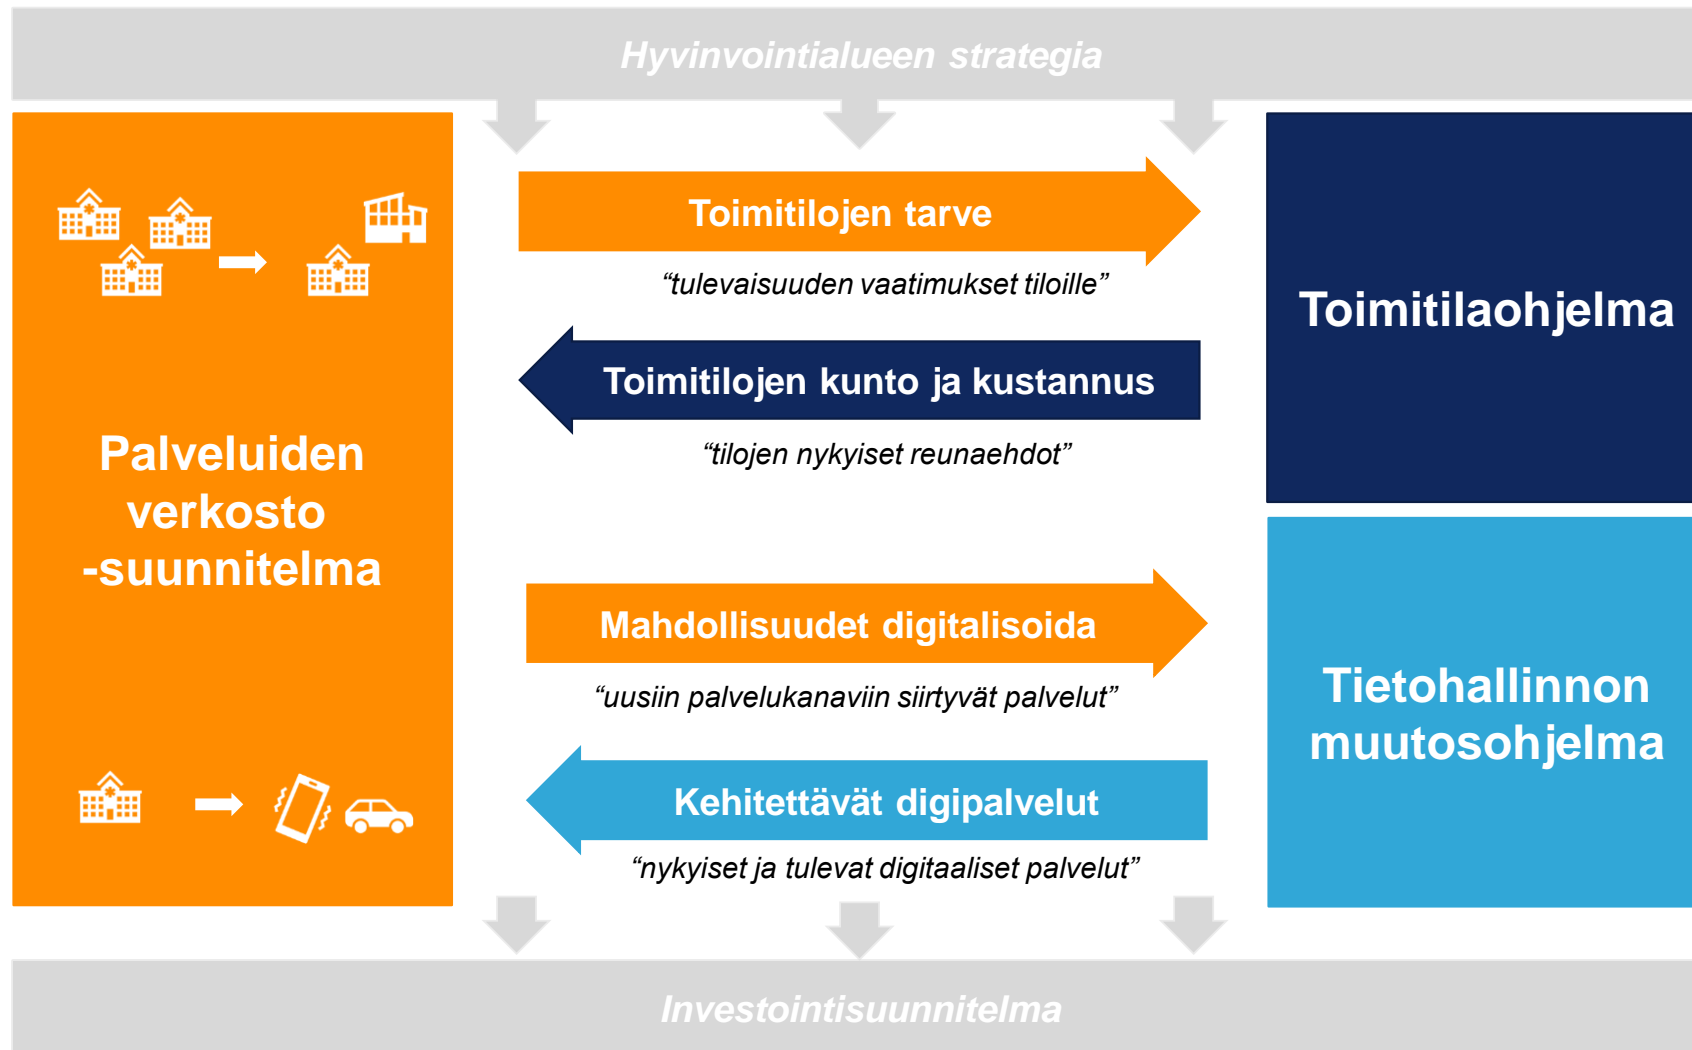 Hyvinvointialueen strategia
Palveluiden
verkosto
-suunnitelma
Toimitilojen tarve
“tulevaisuuden vaatimukset tiloille”
Toimitilojen kunto ja kustannus
“tilojen nykyiset reunaehdot”
Mahdollisuudet digitalisoida
“uusiin palvelukanaviin siirtyvät palvelut”
Kehitettävät digipalvelut
“nykyiset ja tulevat digitaaliset palvelut”
Toimitilaohjelma
Tietohallinnon
muutosohjelma
Investointisuunnitelma